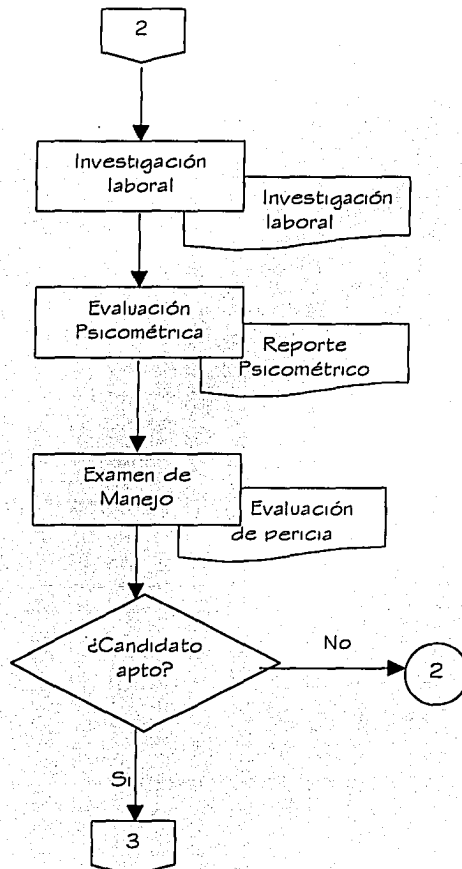 2
Investigación
laboral
Investigación
laboral
Evaluación
Psicométrica
Reporte
Psicométrico
Examen de
Manejo
Evaluación
de pericia
¿Candidato
apto?
No
2
Si
3